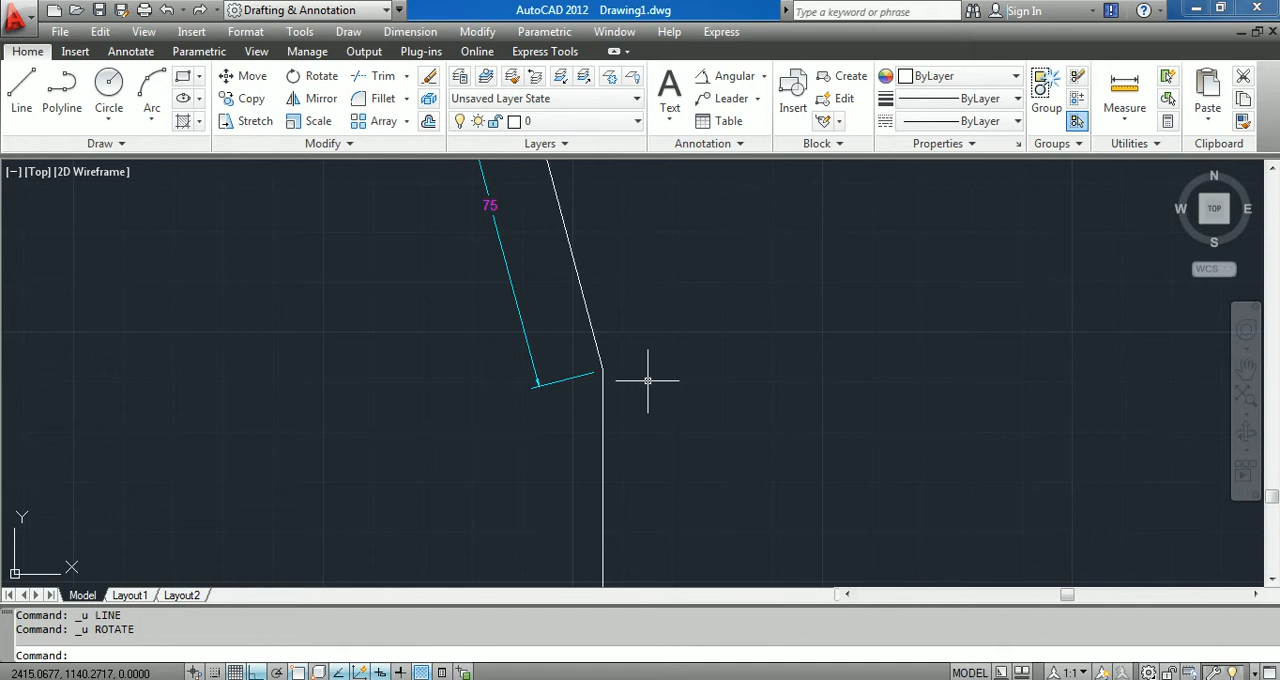 AutoCAD 2012 Drawing1.dwg
Drafting & Annotation
Type a keyword or phrase
Sign In
File Edit View Insert Format Tools Draw Dimension Modify Parametric Window Help Express
Home Insert Annotate Parametric View Manage Output Plug-ins Online Express Tools
Line Polyline Circle Arc
Move Rotate Trim
Copy Mirror Fillet
Stretch Scale Array
Unsaved Layer State
0
Text
Angular
Leader
Table
Insert
Create
Edit
ByLayer
ByLayer
ByLayer
Group
Measure
Paste
Draw Modify Layers Annotation Block Properties Groups Utilities Clipboard
[−] [Top] [2D Wireframe]
75
N
W TOP E
S
WCS
Y
X
Model Layout1 Layout2
Command: _u LINE
Command: _u ROTATE
Command:
2415.0677, 1140.2717, 0.0000
MODEL
1:1